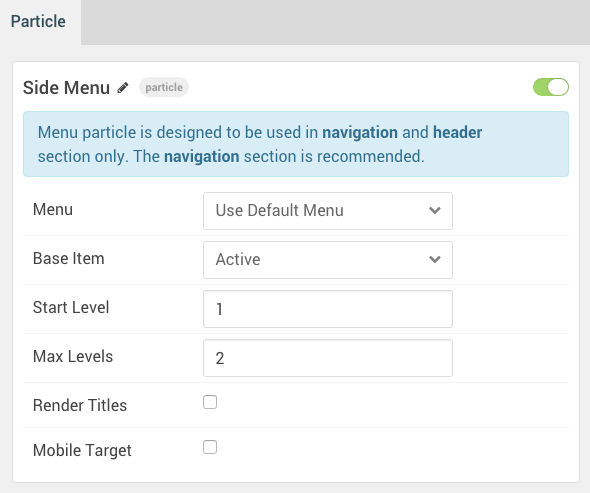 Particle
Side Menu particle
Menu particle is designed to be used in navigation and header
section only. The navigation section is recommended.
Menu Use Default Menu
Base Item Active
Start Level 1
Max Levels 2
Render Titles
Mobile Target